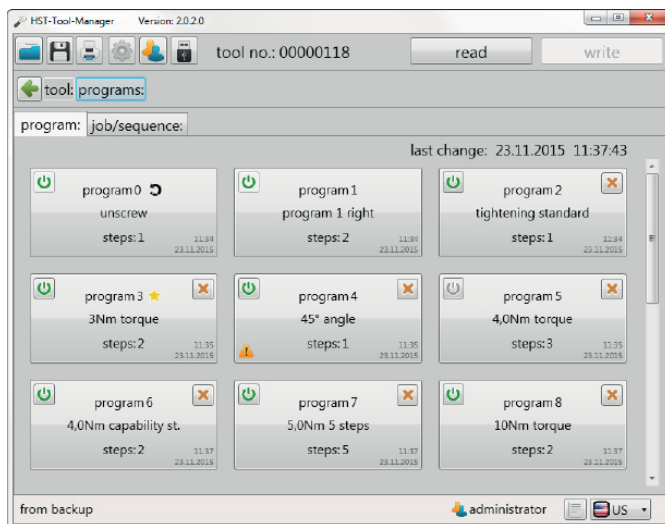 HST-Tool-Manager Version: 2.0.2.0
tool no.: 00000118 read write
tool: programs:
program: job/sequence:
last change: 23.11.2015 11:37:43
program 0
unscrew
steps: 1
11:34
23.11.2015
program 1
program 1 right
steps: 2
11:34
23.11.2015
program 2
tightening standard
steps: 1
11:34
23.11.2015
program 3
3Nm torque
steps: 2
11:35
23.11.2015
program 4
45° angle
steps: 1
11:35
23.11.2015
program 5
4,0Nm torque
steps: 3
11:35
23.11.2015
program 6
4,0Nm capability st.
steps: 2
11:37
23.11.2015
program 7
5,0Nm 5 steps
steps: 5
11:37
23.11.2015
program 8
10Nm torque
steps: 2
11:37
23.11.2015
from backup administrator US